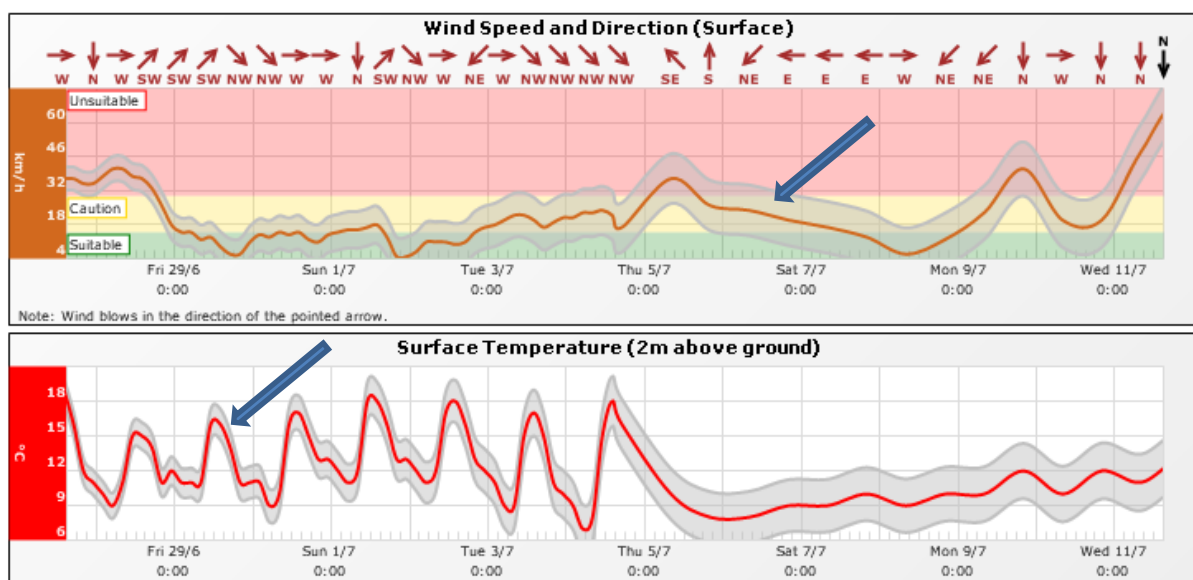 Wind Speed and Direction (Surface)
N
W N W SW SW SW NW NW W W N SW NW W NE W NW NW NW NW SE S NE E E E W NE NE N W N N
Unsuitable
60
46
km/h
32
Caution
18
Suitable
4
Fri 29/6 Sun 1/7 Tue 3/7 Thu 5/7 Sat 7/7 Mon 9/7 Wed 11/7
0:00 0:00 0:00 0:00 0:00 0:00 0:00
Note: Wind blows in the direction of the pointed arrow.
Surface Temperature (2m above ground)
18
15
°C
12
9
6
Fri 29/6 Sun 1/7 Tue 3/7 Thu 5/7 Sat 7/7 Mon 9/7 Wed 11/7
0:00 0:00 0:00 0:00 0:00 0:00 0:00